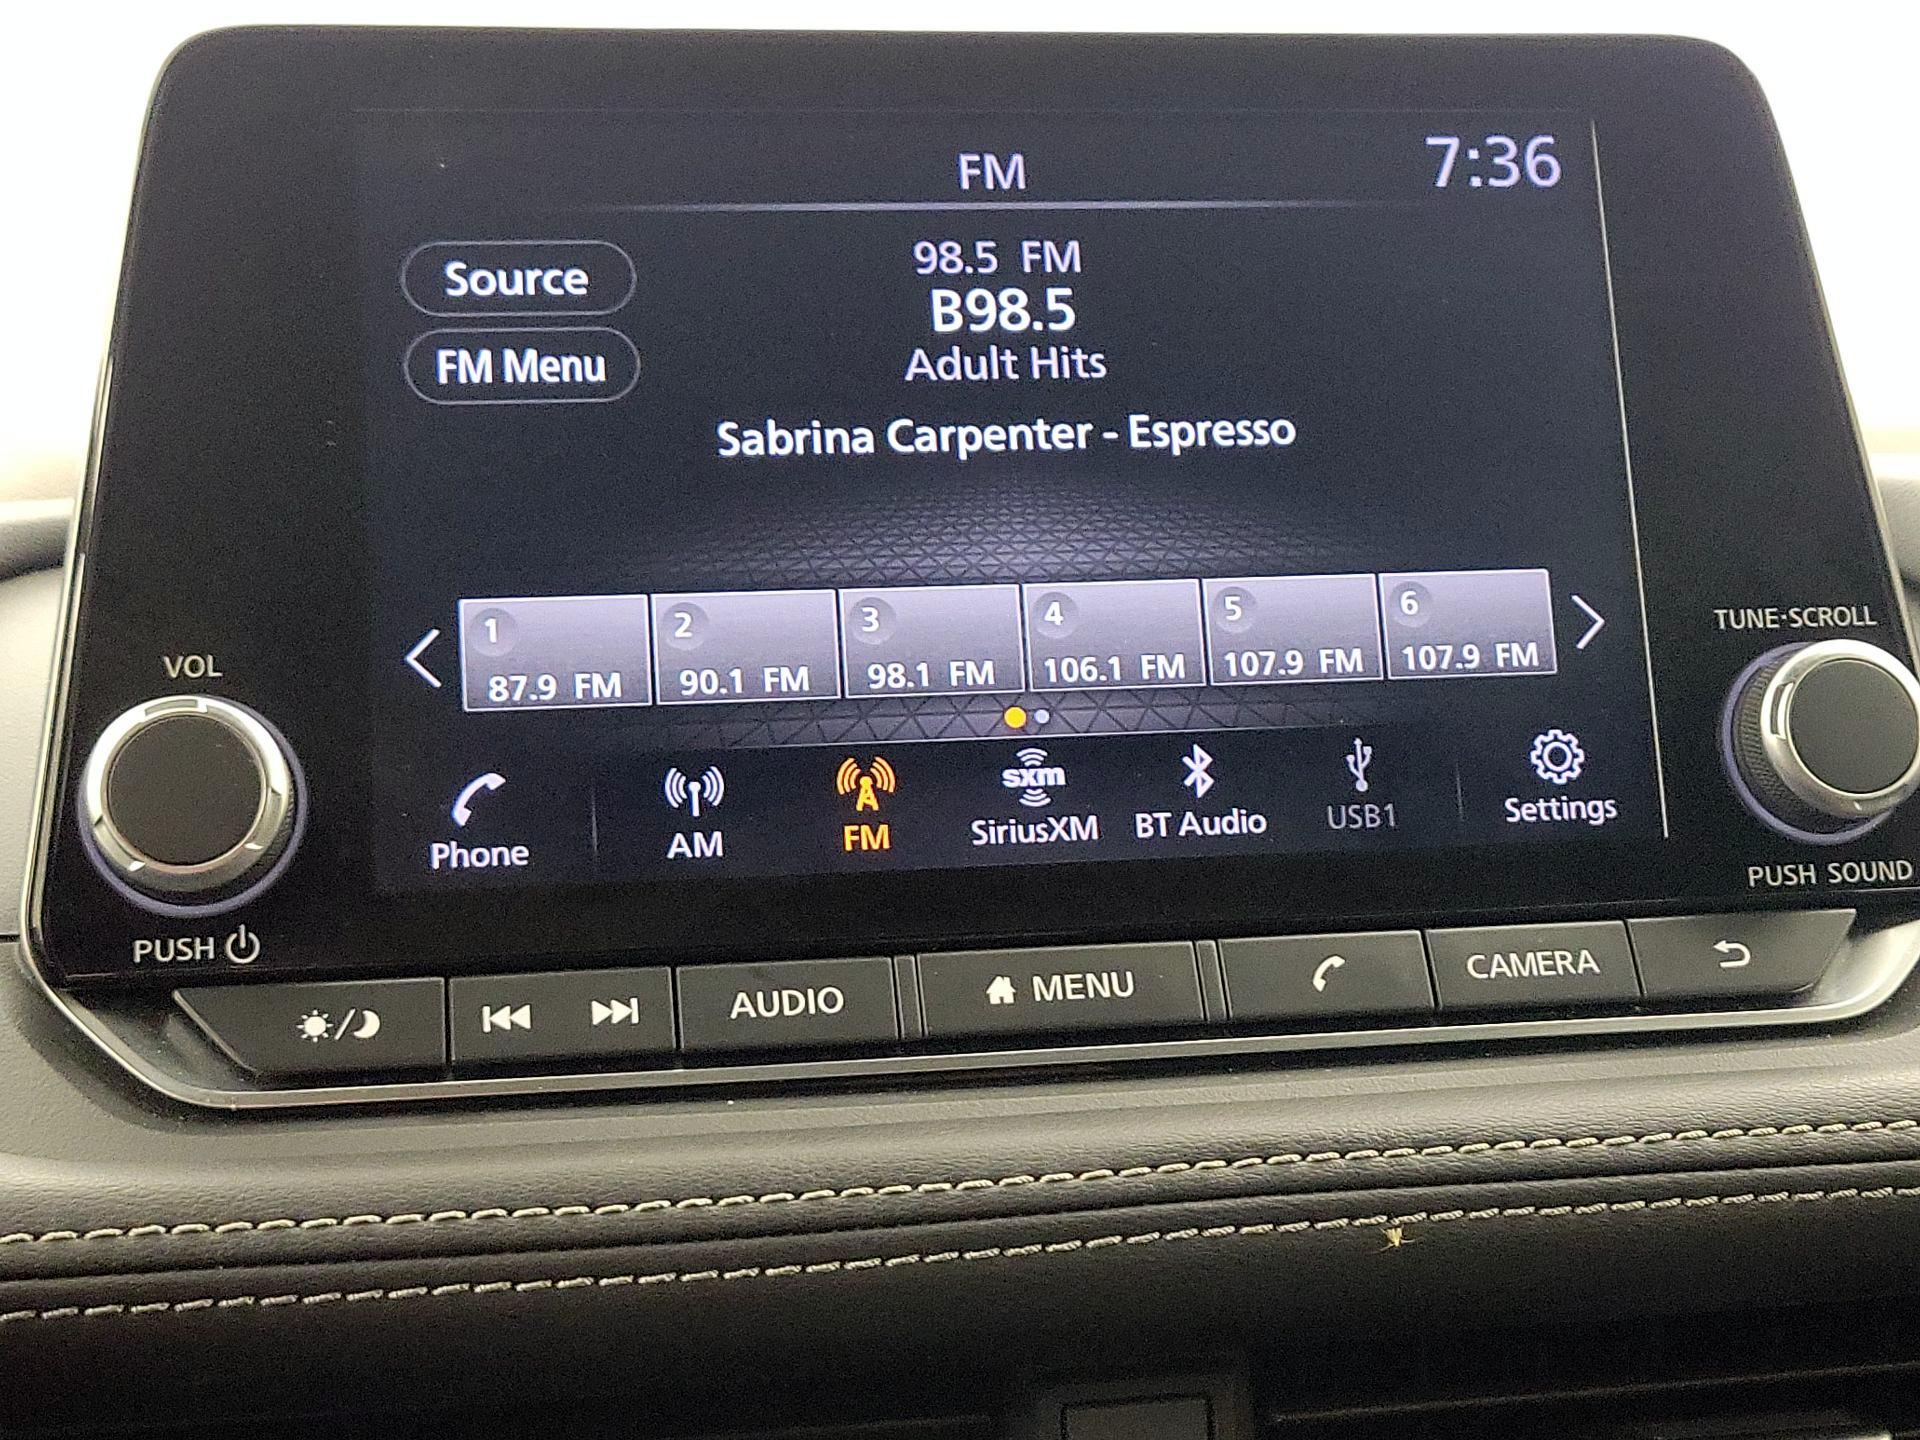 FM
7:36
Source
FM Menu
98.5 FM
B98.5
Adult Hits
Sabrina Carpenter - Espresso
1
87.9 FM
2
90.1 FM
3
98.1 FM
4
106.1 FM
5
107.9 FM
6
107.9 FM
VOL
PUSH
TUNE·SCROLL
PUSH SOUND
Phone
AM
FM
sxm
SiriusXM
BT Audio
USB1
Settings
AUDIO
MENU
CAMERA